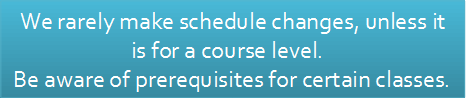 We rarely make schedule changes, unless it
is for a course level.
Be aware of prerequisites for certain classes.